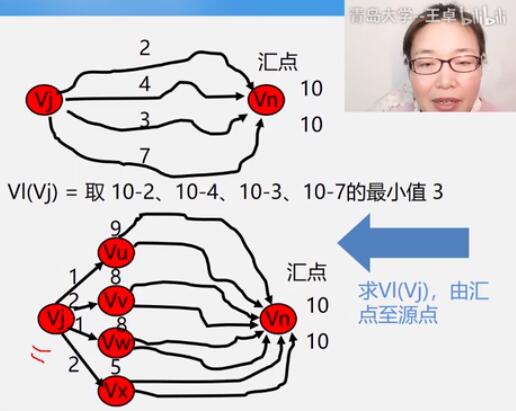 青岛大学--王卓 bilibili
2
汇点
4
10
Vj
Vn
3
10
7
Vl(Vj) = 取 10-2、10-4、10-3、10-7的最小值 3
9
Vu
1
汇点
8
2
Vv
10
求Vl(Vj)，由汇
Vj
Vn
点至源点
1
8
Vw
10
5
2
Vx